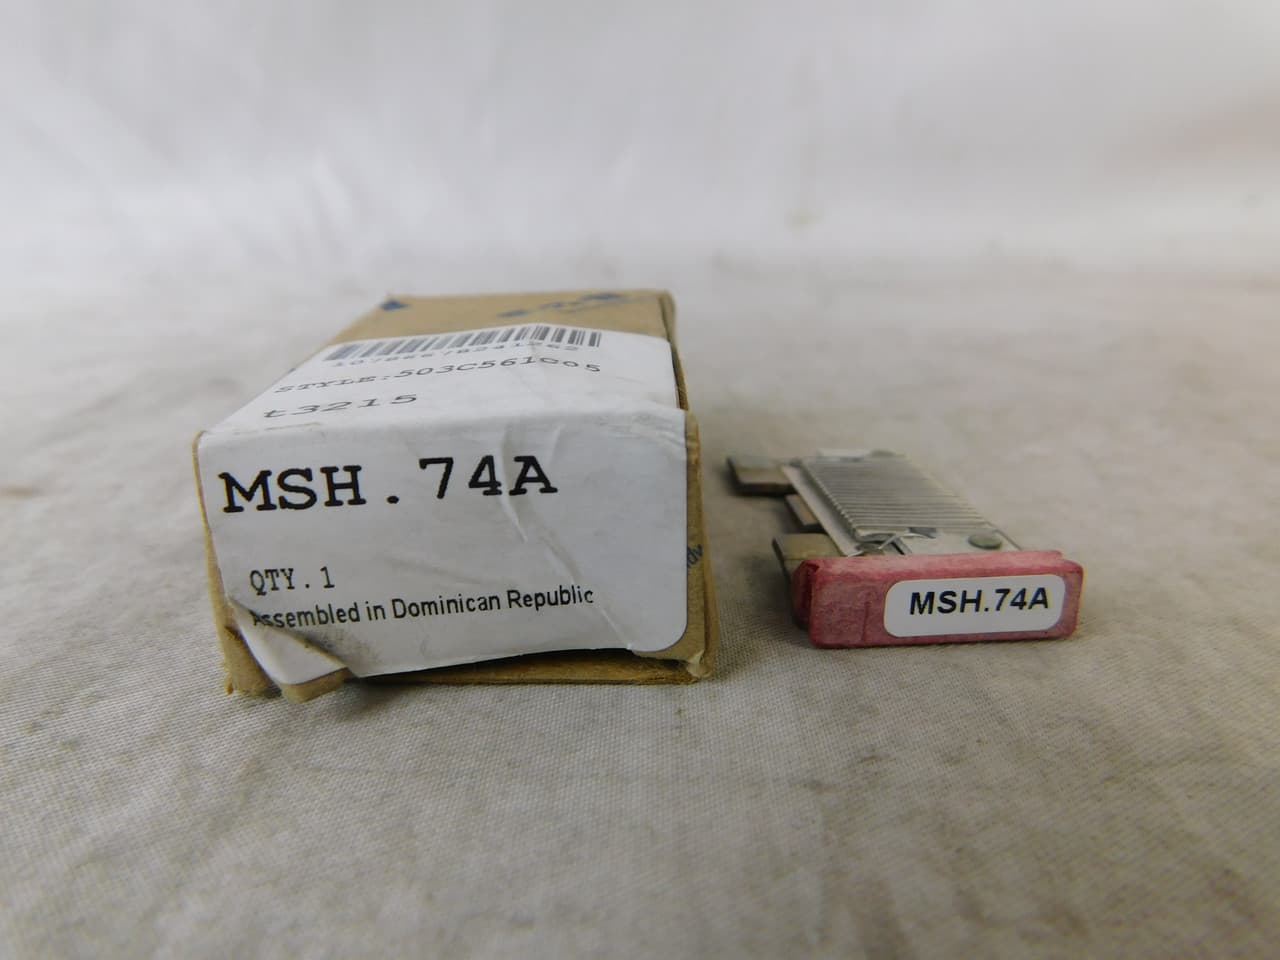 STYLE:503C561G05
t3215
MSH.74A
QTY.1
Assembled in Dominican Republic
MSH.74A